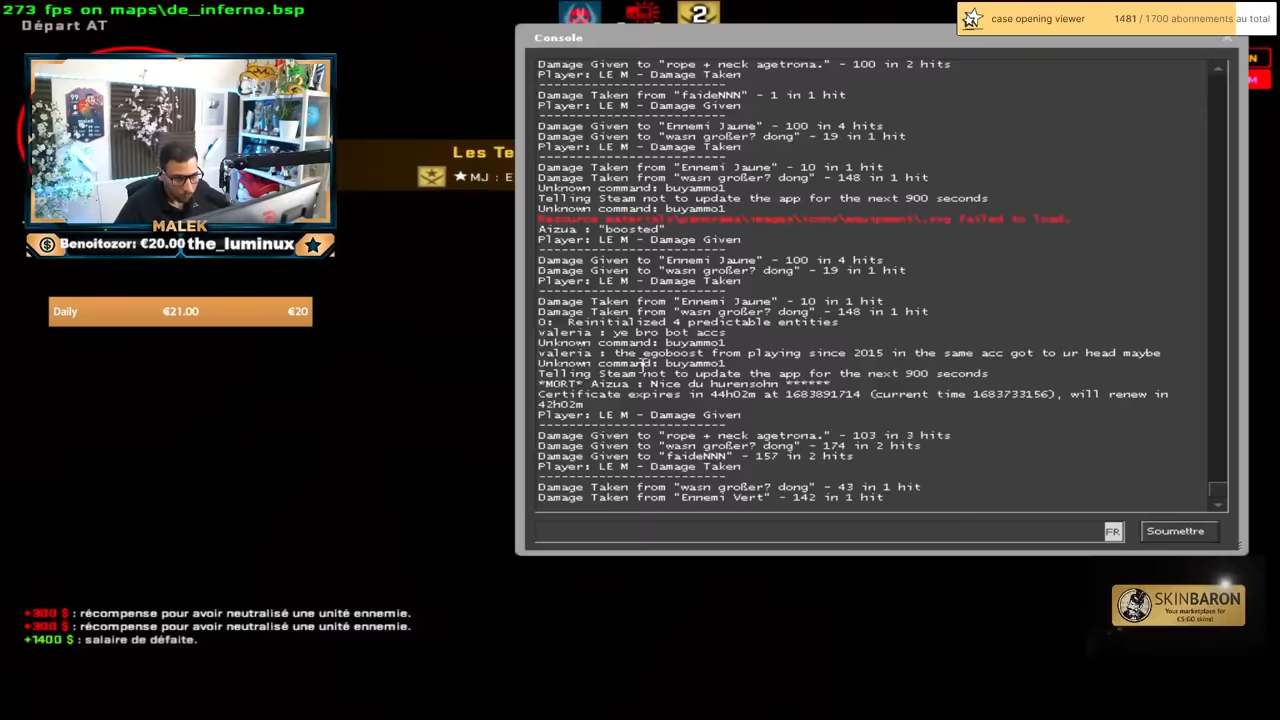 273 fps on maps\de_inferno.bsp
Départ AT
2
case opening viewer
1481 / 1700 abonnements au total
N
M
Les Te
MJ : E
MALEK
Benoitozor: €20.00 the_luminux
Daily €21.00 €20
Console
Damage Given to "rope + neck agetrona." - 100 in 2 hits
Player: LE M - Damage Taken
-------------------------
Damage Taken from "faideNNN" - 1 in 1 hit
Player: LE M - Damage Given
-------------------------
Damage Given to "Ennemi Jaune" - 100 in 4 hits
Damage Given to "wasn großer? dong" - 19 in 1 hit
Player: LE M - Damage Taken
-------------------------
Damage Taken from "Ennemi Jaune" - 10 in 1 hit
Damage Taken from "wasn großer? dong" - 148 in 1 hit
Unknown command: buyammo1
Telling Steam not to update the app for the next 900 seconds
Unknown command: buyammo1
failed to load.
Aizua : "boosted"
Player: LE M - Damage Given
-------------------------
Damage Given to "Ennemi Jaune" - 100 in 4 hits
Damage Given to "wasn großer? dong" - 19 in 1 hit
Player: LE M - Damage Taken
-------------------------
Damage Taken from "Ennemi Jaune" - 10 in 1 hit
Damage Taken from "wasn großer? dong" - 148 in 1 hit
0: Reinitialized 4 predictable entities
valeria : ye bro bot accs
Unknown command: buyammo1
valeria : the egoboost from playing since 2015 in the same acc got to ur head maybe
Unknown command: buyammo1
Telling Steam not to update the app for the next 900 seconds
*MORT* Aizua : Nice du hurensohn ******
Certificate expires in 44h02m at 1683891714 (current time 1683733156), will renew in
42h02m
Player: LE M - Damage Given
-------------------------
Damage Given to "rope + neck agetrona." - 103 in 3 hits
Damage Given to "wasn großer? dong" - 174 in 2 hits
Damage Given to "faideNNN" - 157 in 2 hits
Player: LE M - Damage Taken
-------------------------
Damage Taken from "wasn großer? dong" - 43 in 1 hit
Damage Taken from "Ennemi Vert" - 142 in 1 hit
FR
Soumettre
SKINBARON
Your marketplace for
CS:GO skins!
+300 $ : récompense pour avoir neutralisé une unité ennemie.
+300 $ : récompense pour avoir neutralisé une unité ennemie.
+1400 $ : salaire de défaite.